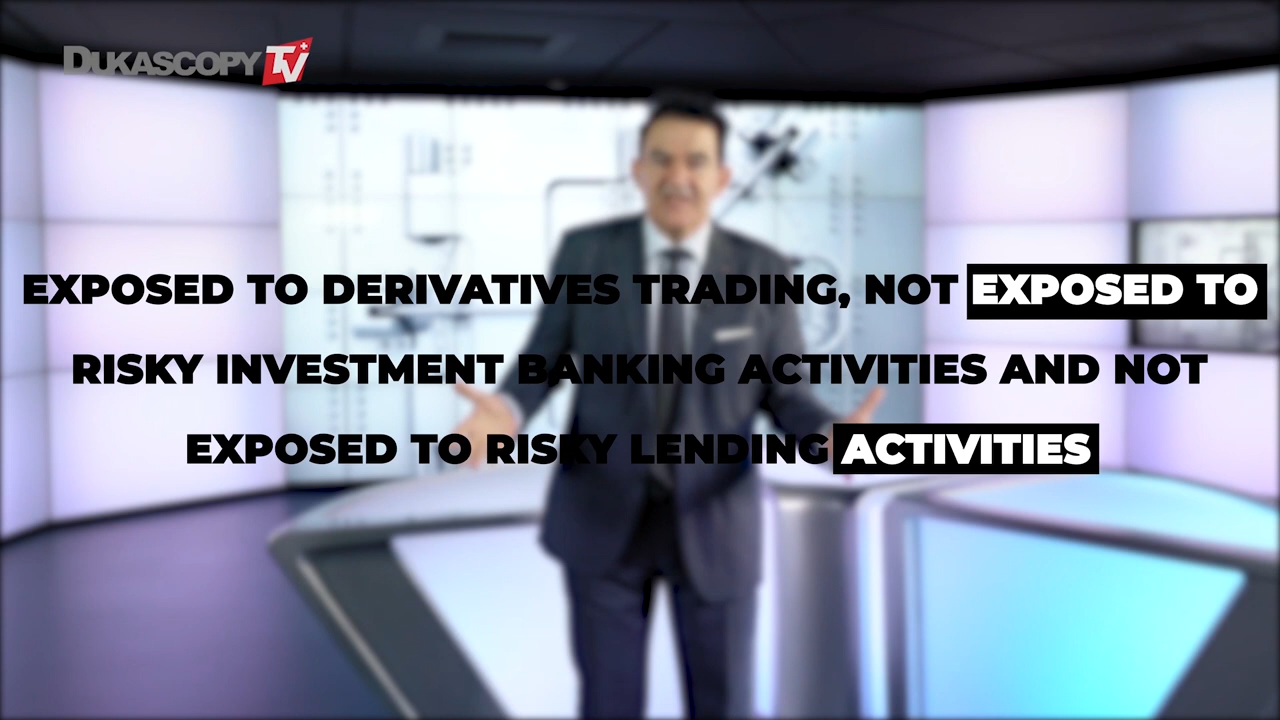 DUKASCOPY TV
EXPOSED TO DERIVATIVES TRADING, NOT EXPOSED TO
RISKY INVESTMENT BANKING ACTIVITIES AND NOT
EXPOSED TO RISKY LENDING ACTIVITIES